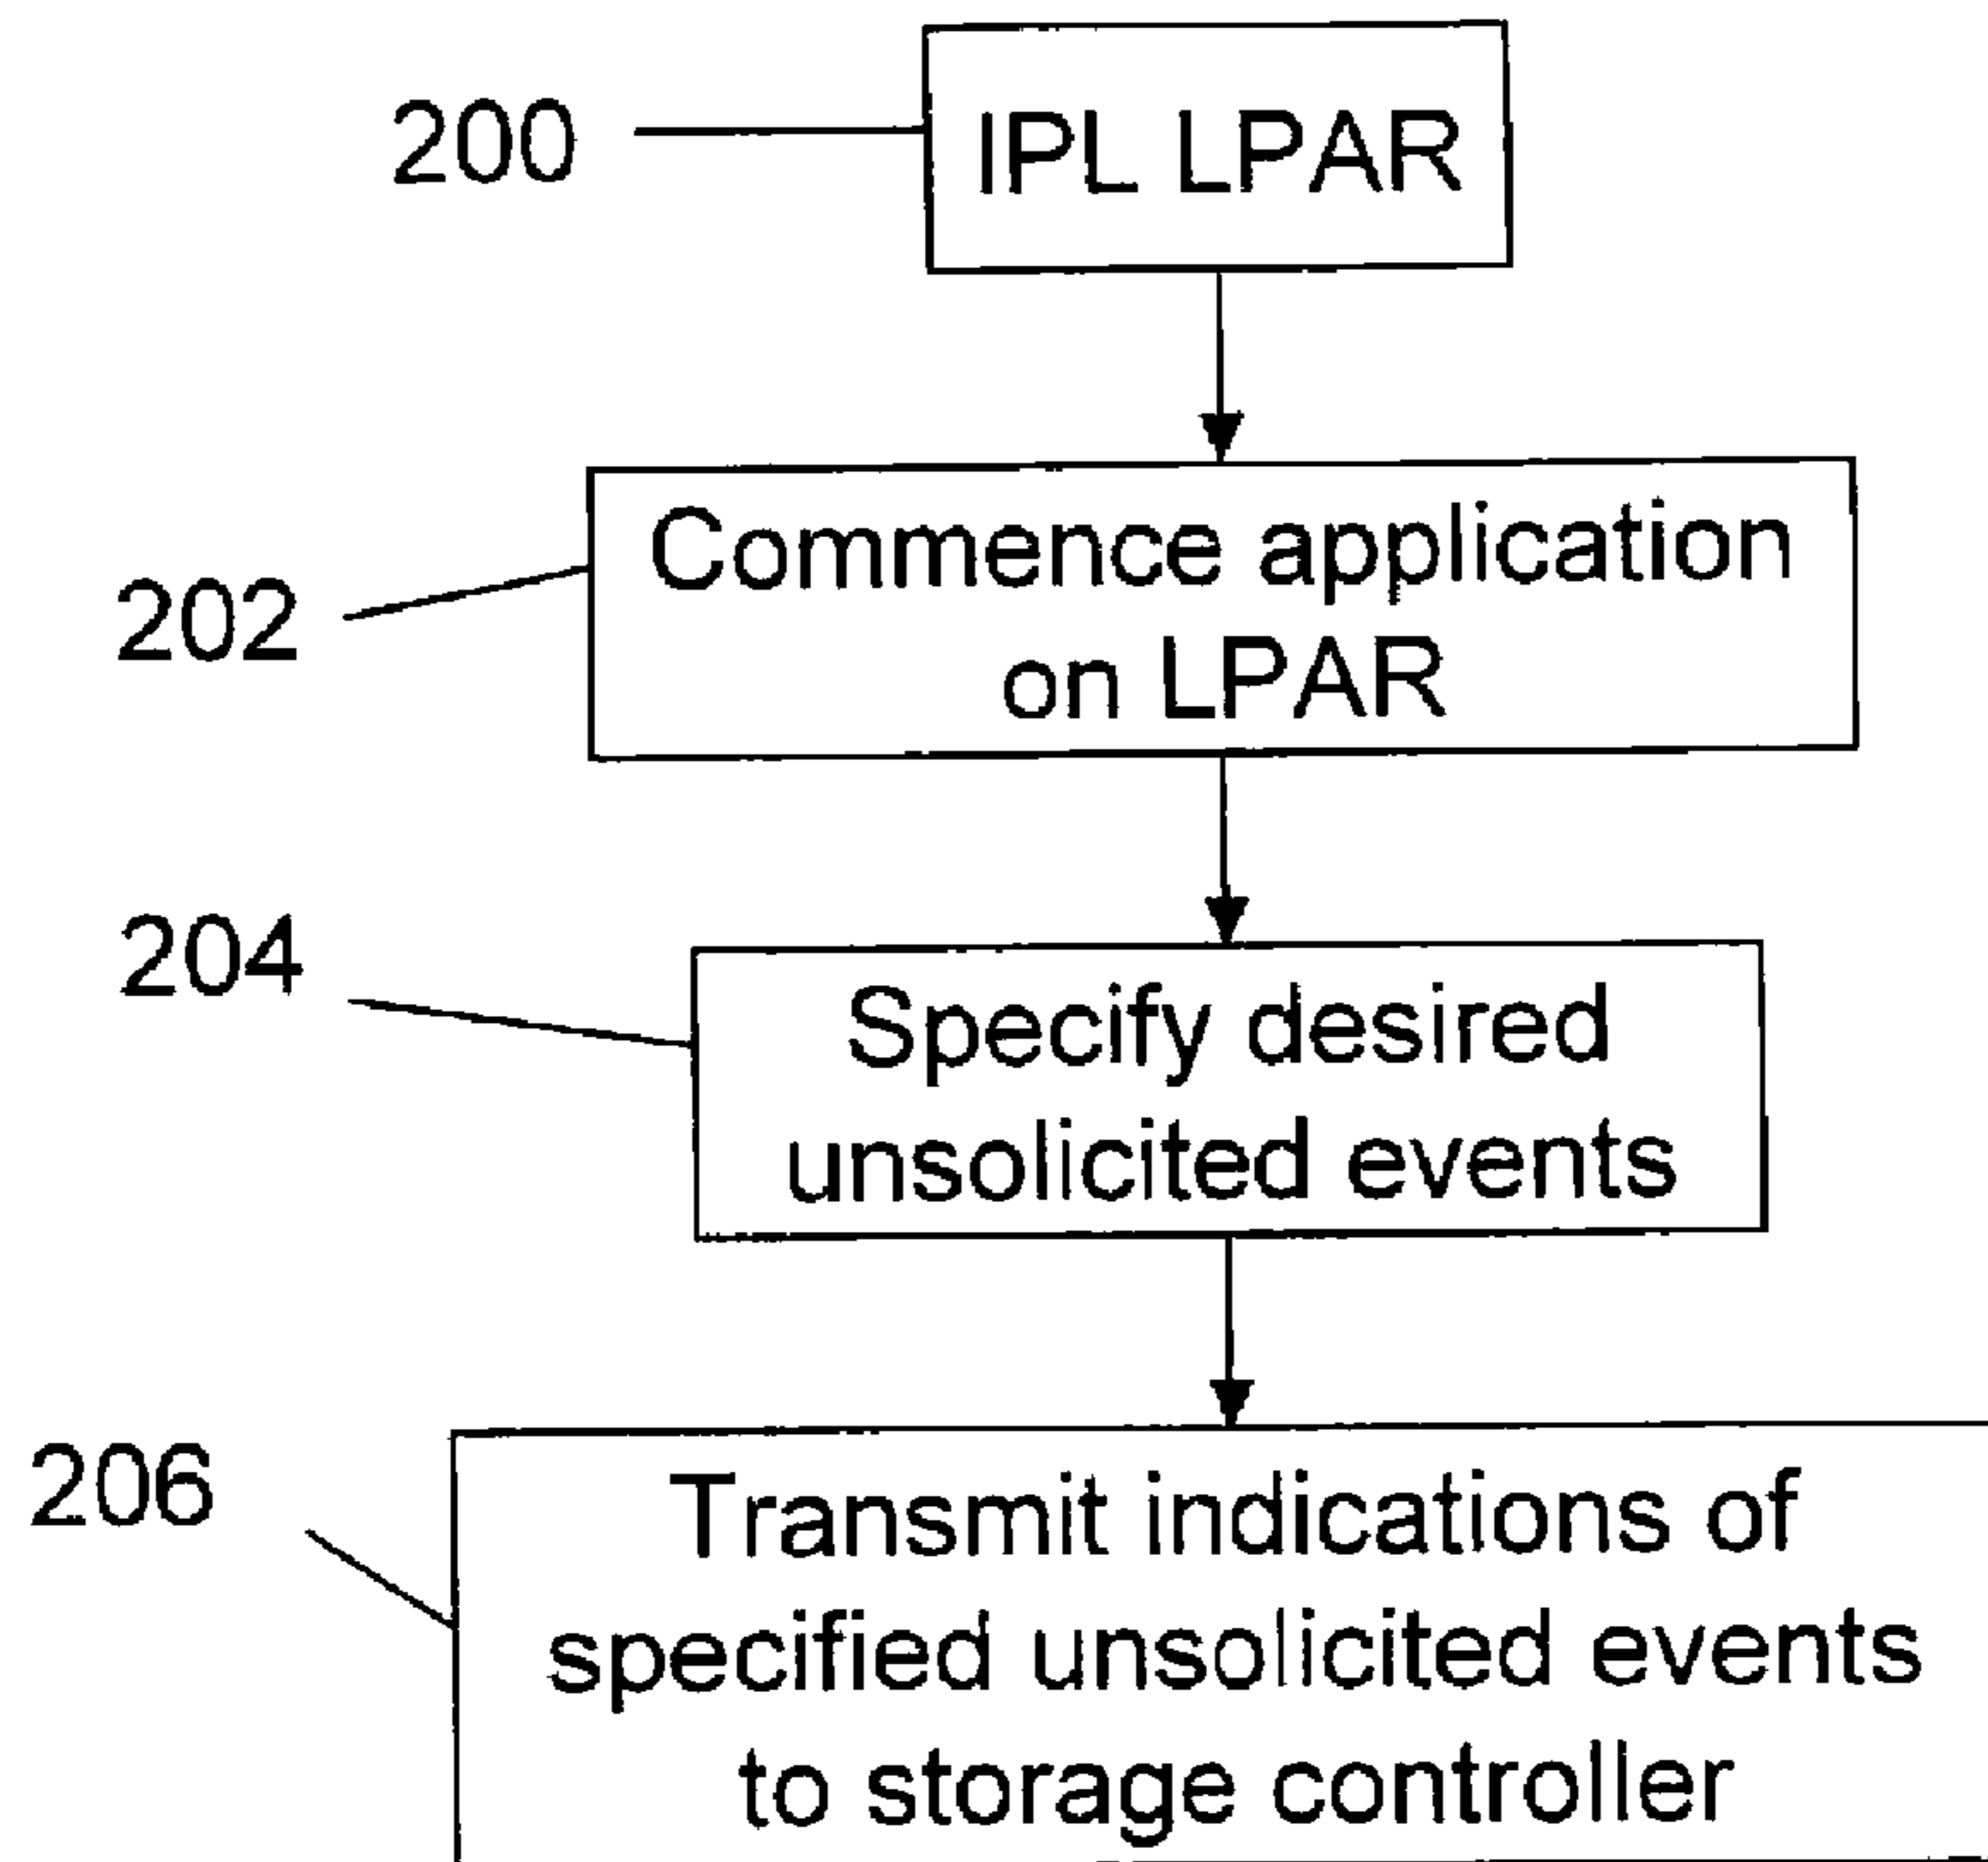 200
IPL LPAR
202
Commence application
on LPAR
204
Specify desired
unsolicited events
206
Transmit indications of
specified unsolicited events
to storage controller